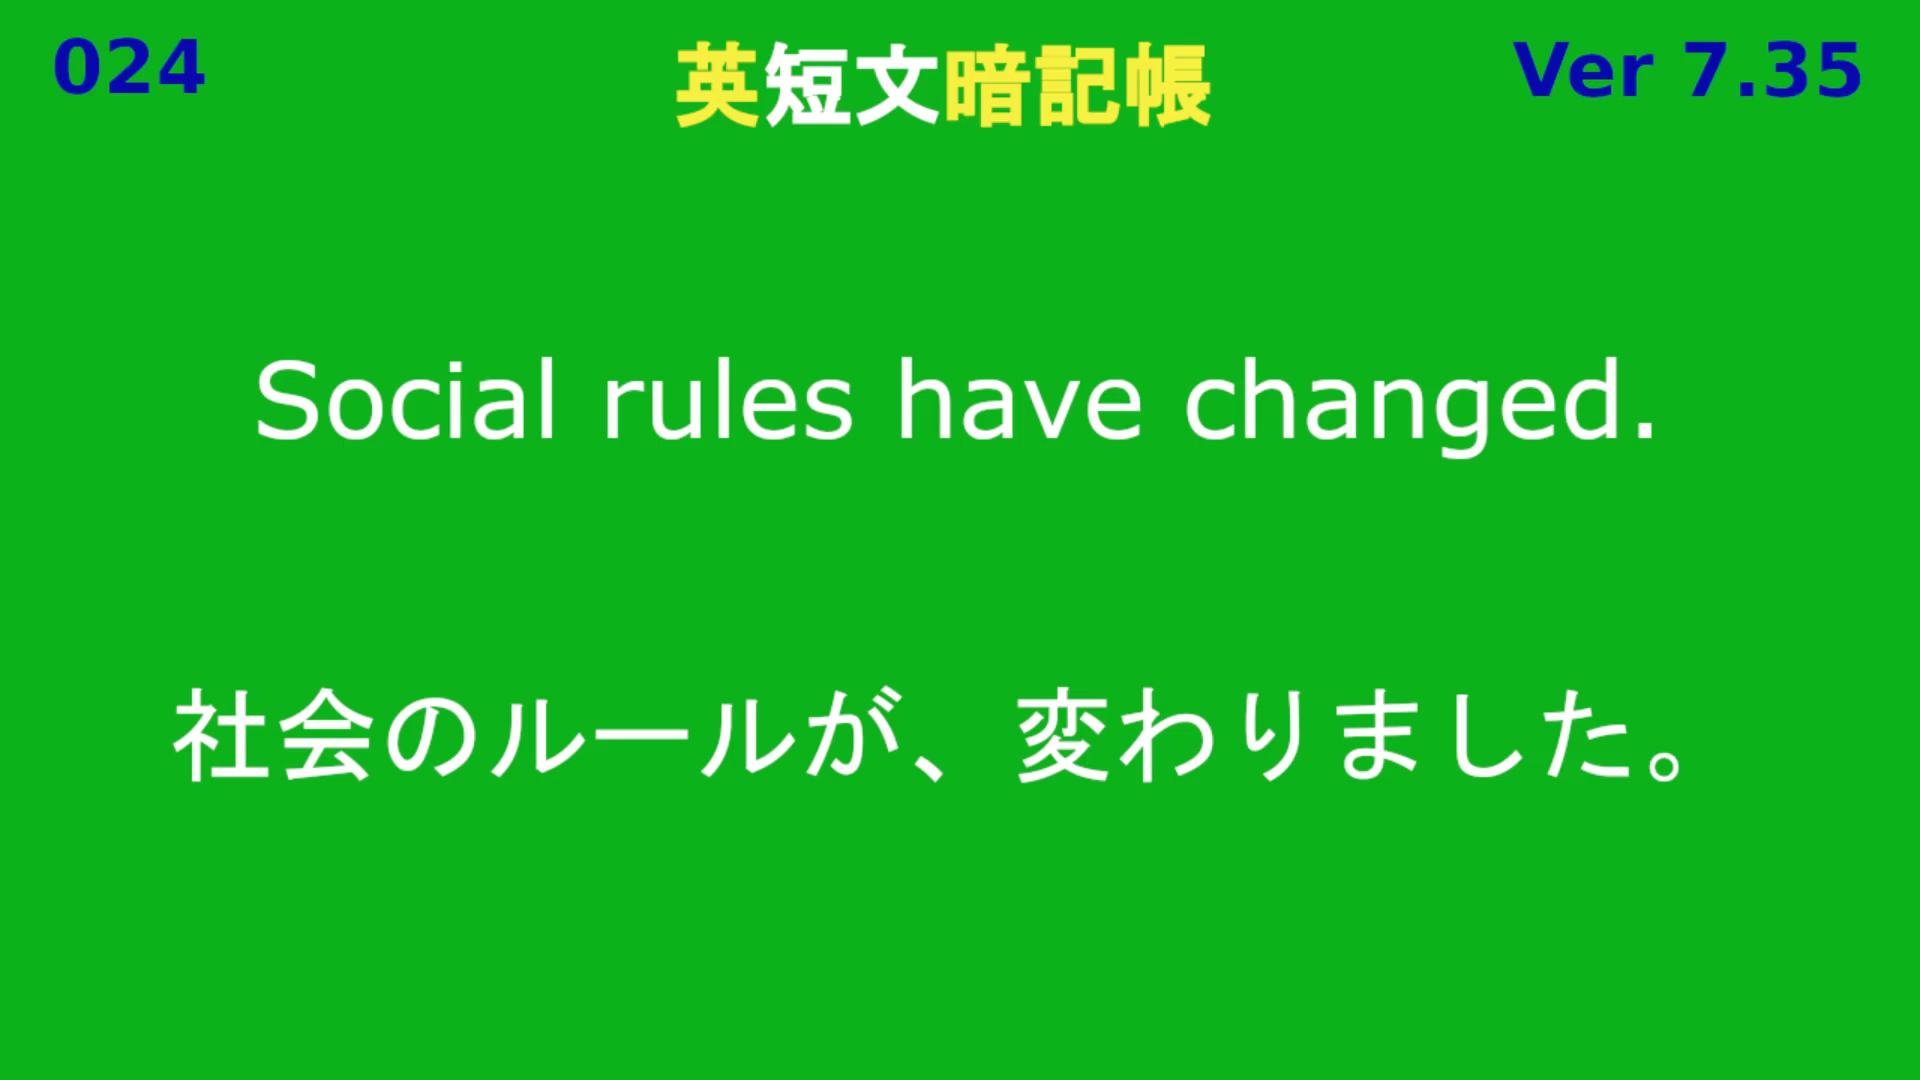 024
英短文暗記帳
Ver 7.35
Social rules have changed.
社会のルールが、変わりました。